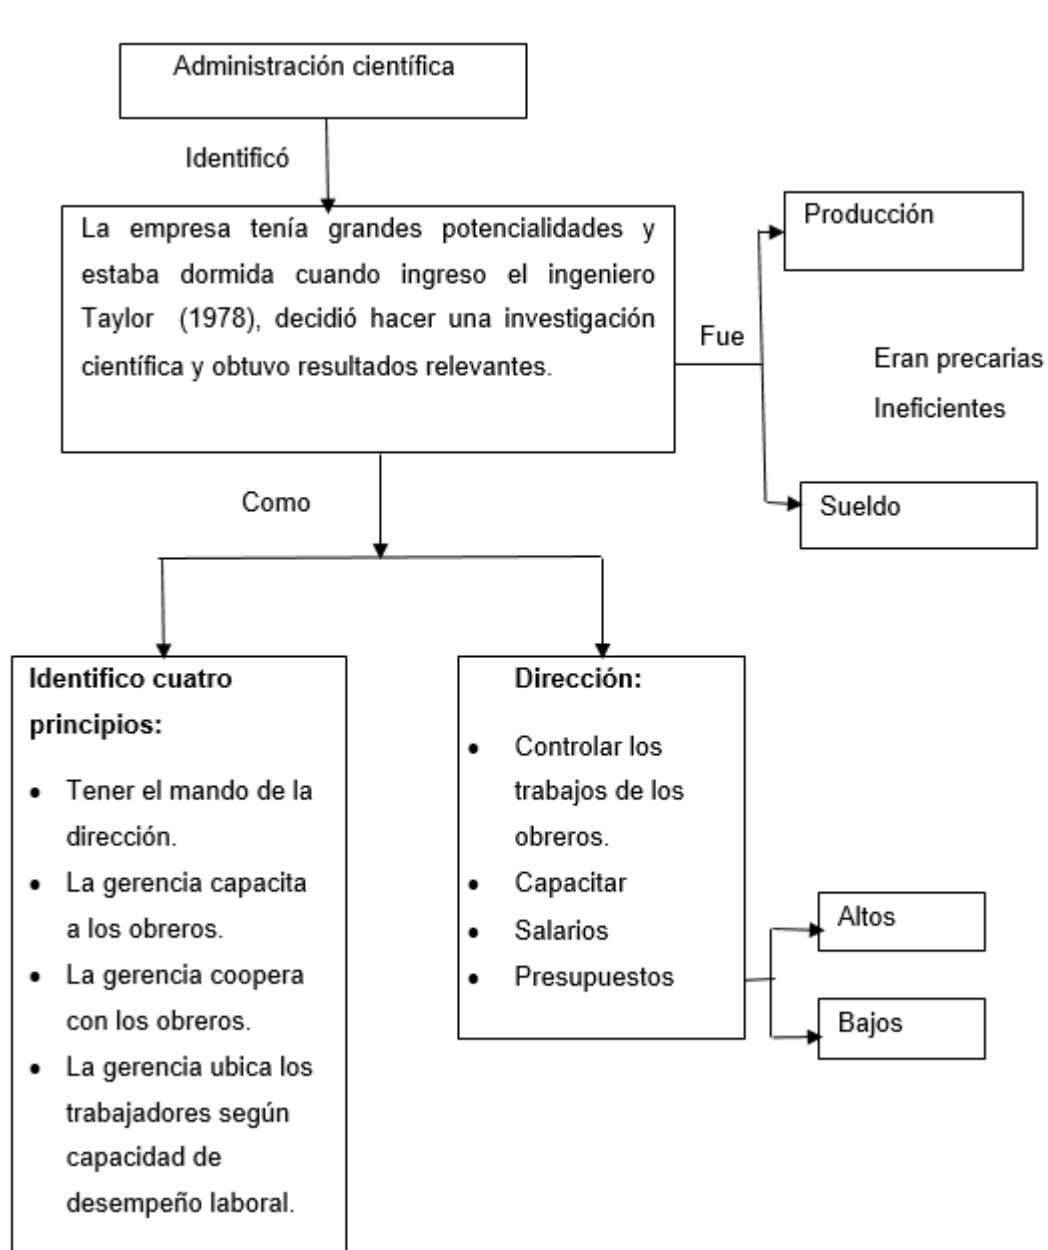 Administración científica
Identificó
La empresa tenía grandes potencialidades y
estaba dormida cuando ingreso el ingeniero
Taylor (1978), decidió hacer una investigación
científica y obtuvo resultados relevantes.
Fue
Producción
Eran precarias
Ineficientes
Sueldo
Como
Identifico cuatro
principios:
• Tener el mando de la
dirección.
• La gerencia capacita
a los obreros.
• La gerencia coopera
con los obreros.
• La gerencia ubica los
trabajadores según
capacidad de
desempeño laboral.
Dirección:
• Controlar los
trabajos de los
obreros.
• Capacitar
• Salarios
• Presupuestos
Altos
Bajos